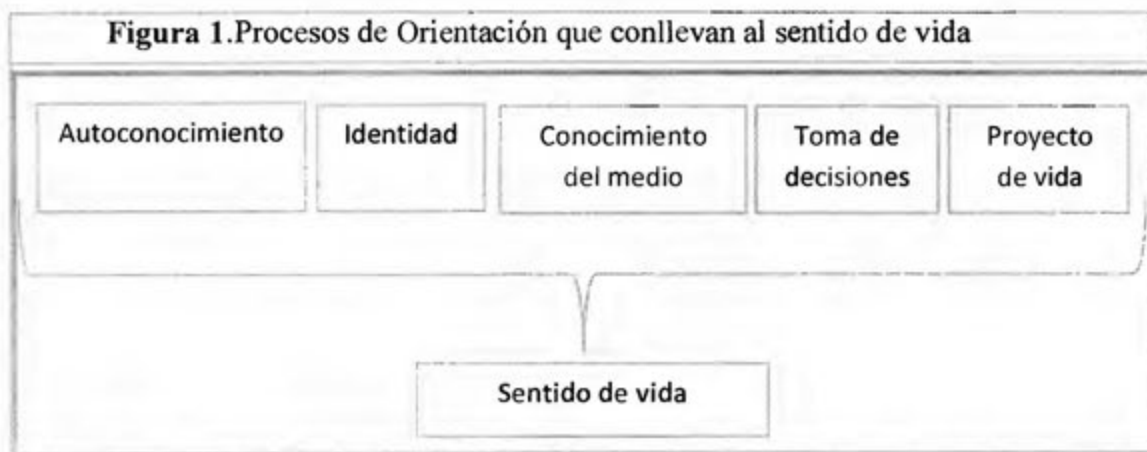 Figura 1.Procesos de Orientación que conllevan al sentido de vida
Autoconocimiento
Identidad
Conocimiento
del medio
Toma de
decisiones
Proyecto
de vida
Sentido de vida